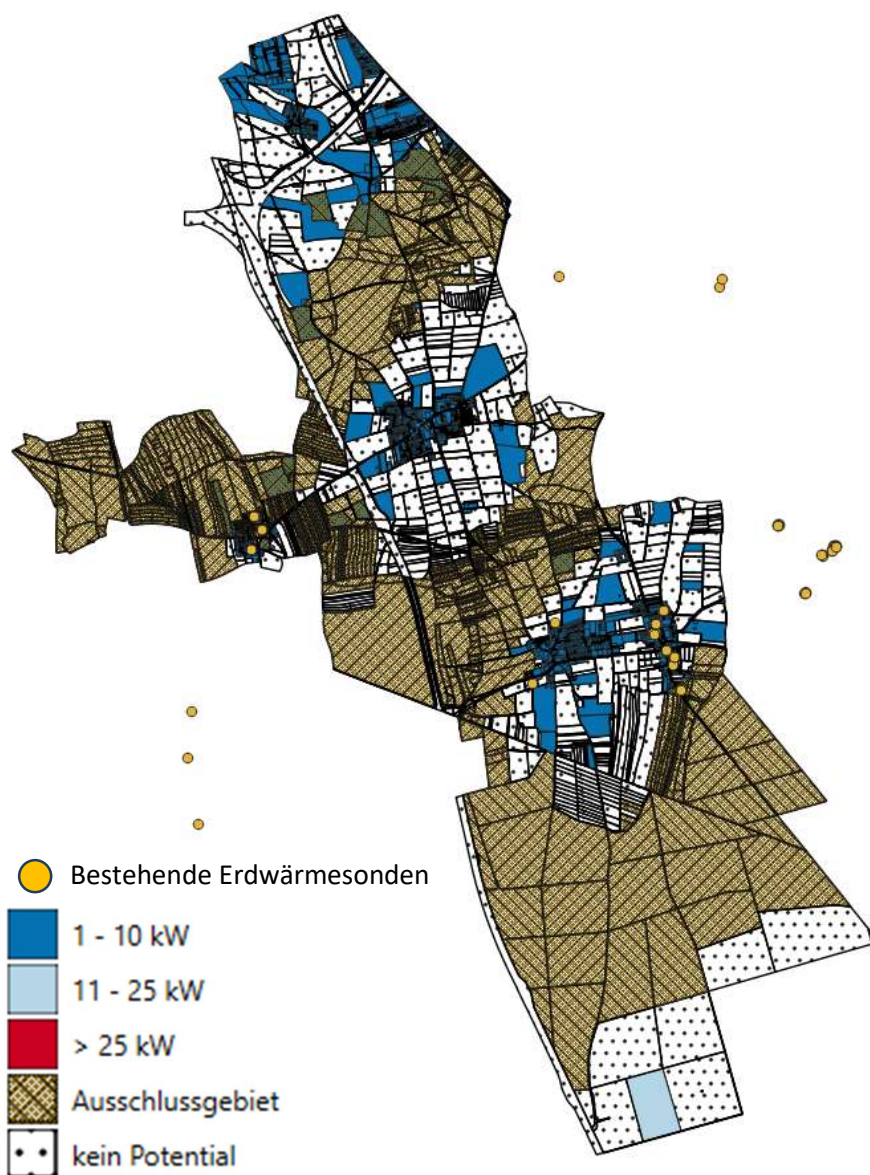 Bestehende Erdwärmesonden
1 - 10 kW
11 - 25 kW
> 25 kW
Ausschlussgebiet
kein Potential